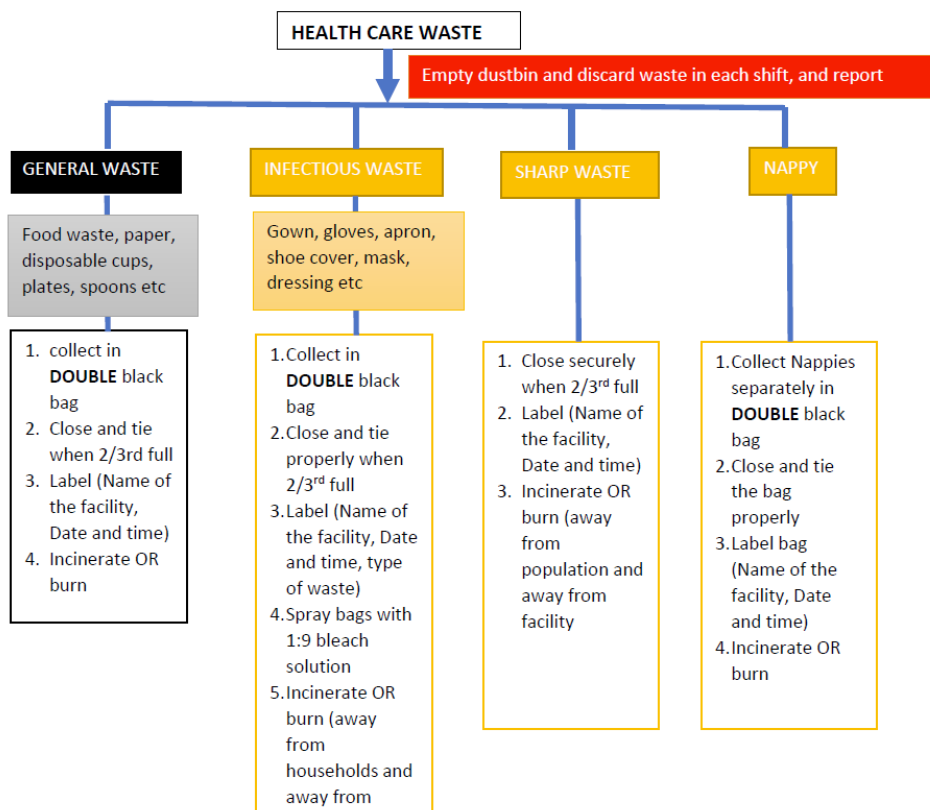 HEALTH CARE WASTE
Empty dustbin and discard waste in each shift, and report
GENERAL WASTE
Food waste, paper,
disposable cups,
plates, spoons etc
1. collect in
DOUBLE black
bag
2. Close and tie
when 2/3rd full
3. Label (Name of
the facility,
Date and time)
4. Incinerate OR
burn
INFECTIOUS WASTE
Gown, gloves, apron,
shoe cover, mask,
dressing etc
1.Collect in
DOUBLE black
bag
2.Close and tie
properly when
2/3rd full
3.Label (Name of
the facility, Date
and time, type
of waste)
4.Spray bags with
1:9 bleach
solution
5.Incinerate OR
burn (away
from
households and
away from
SHARP WASTE
1. Close securely
when 2/3rd full
2. Label (Name of
the facility,
Date and time)
3. Incinerate OR
burn (away
from
population and
away from
facility
NAPPY
1.Collect Nappies
separately in
DOUBLE black
bag
2.Close and tie
the bag
properly
3.Label bag
(Name of the
facility, Date
and time)
4.Incinerate OR
burn